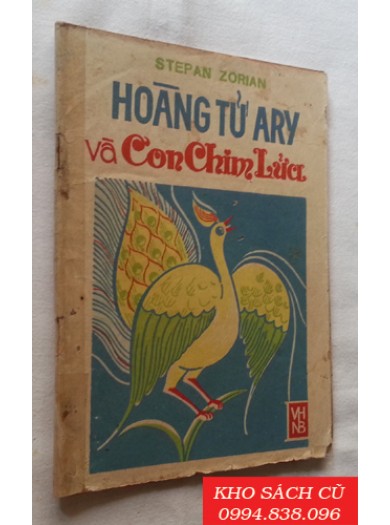 STEPAN ZORIAN
HOÀNG TỬ ARY
và Con Chim Lửa
VH
NB
KHO SÁCH CŨ
0994.838.096